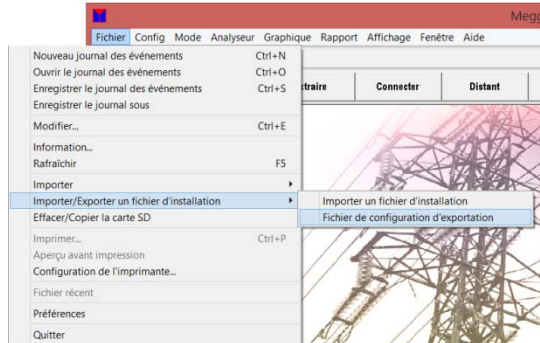 Megg
Fichier Config Mode Analyseur Graphique Rapport Affichage Fenêtre Aide
Nouveau journal des événements Ctrl+N
Ouvrir le journal des événements Ctrl+O
Enregistrer le journal des événements Ctrl+S
Enregistrer le journal sous
traire Connecter Distant
Modifier... Ctrl+E
Information...
Rafraîchir F5
Importer
Importer/Exporter un fichier d'installation
Importer un fichier d'installation
Effacer/Copier la carte SD
Fichier de configuration d'exportation
Imprimer... Ctrl+P
Aperçu avant impression
Configuration de l'imprimante...
Fichier récent
Préférences
Quitter